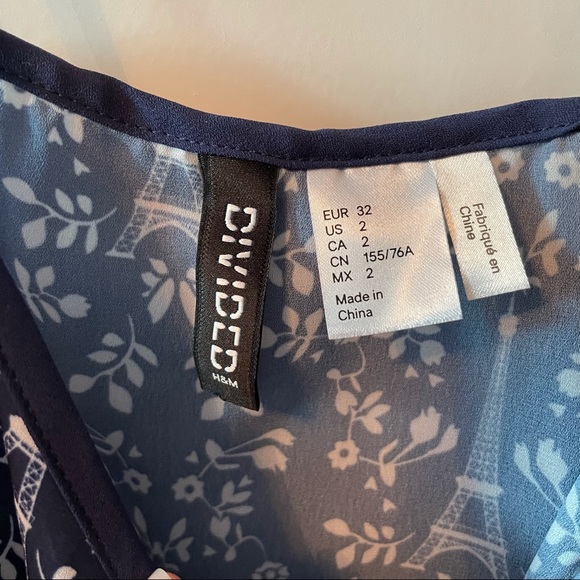 DIVIDED
H&M
EUR 32
US 2
CA 2
CN 155/76A
MX 2
Made in
China
Fabriqué en
Chine